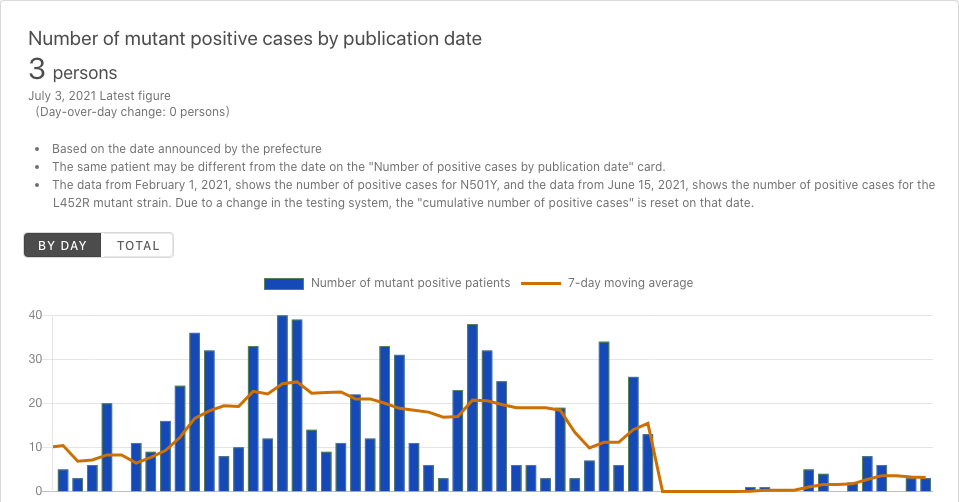 Number of mutant positive cases by publication date
3 persons
July 3, 2021 Latest figure
(Day-over-day change: 0 persons)
• Based on the date announced by the prefecture
• The same patient may be different from the date on the "Number of positive cases by publication date" card.
• The data from February 1, 2021, shows the number of positive cases for N501Y, and the data from June 15, 2021, shows the number of positive cases for the
L452R mutant strain. Due to a change in the testing system, the "cumulative number of positive cases" is reset on that date.
BY DAY TOTAL
Number of mutant positive patients 7-day moving average
40
30
20
10
0